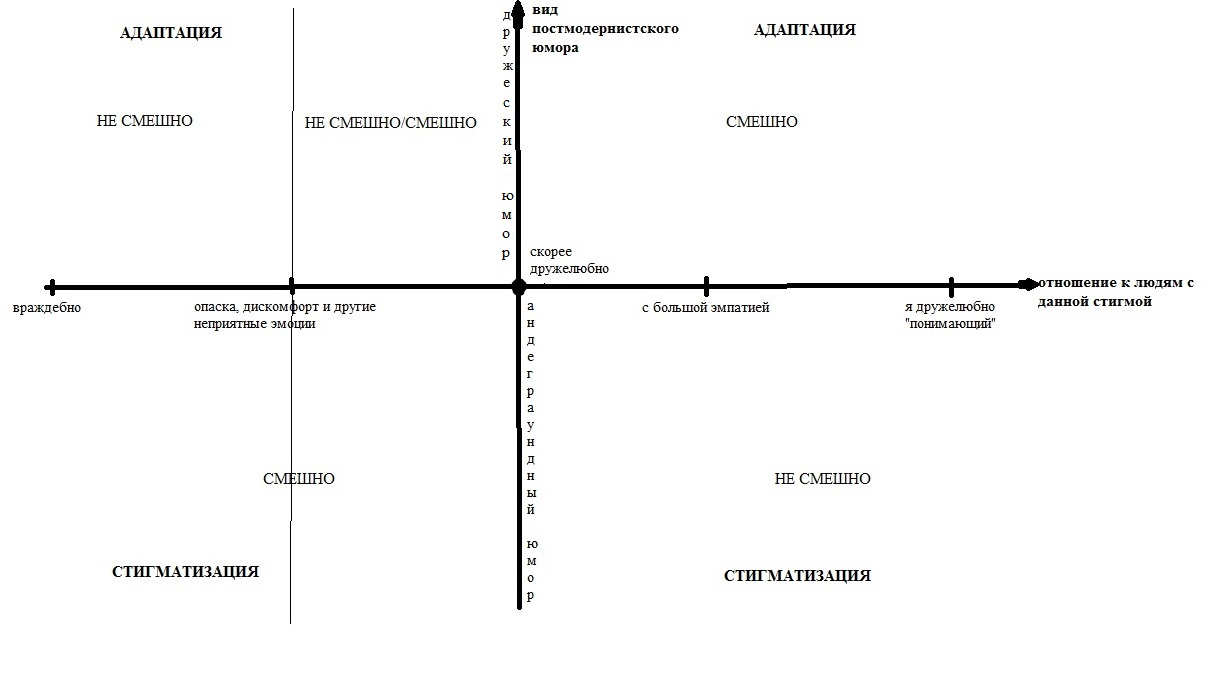 АДАПТАЦИЯ
вид
постмодернистского
юмора
АДАПТАЦИЯ
НЕ СМЕШНО
НЕ СМЕШНО/СМЕШНО
дружеский юмор
СМЕШНО
скорее
дружелюбно
враждебно
опаска, дискомфорт и другие
неприятные эмоции
с большой эмпатией
я дружелюбно
"понимающий"
отношение к людям с
данной стигмой
андеграундный юмор
СМЕШНО
НЕ СМЕШНО
СТИГМАТИЗАЦИЯ
СТИГМАТИЗАЦИЯ